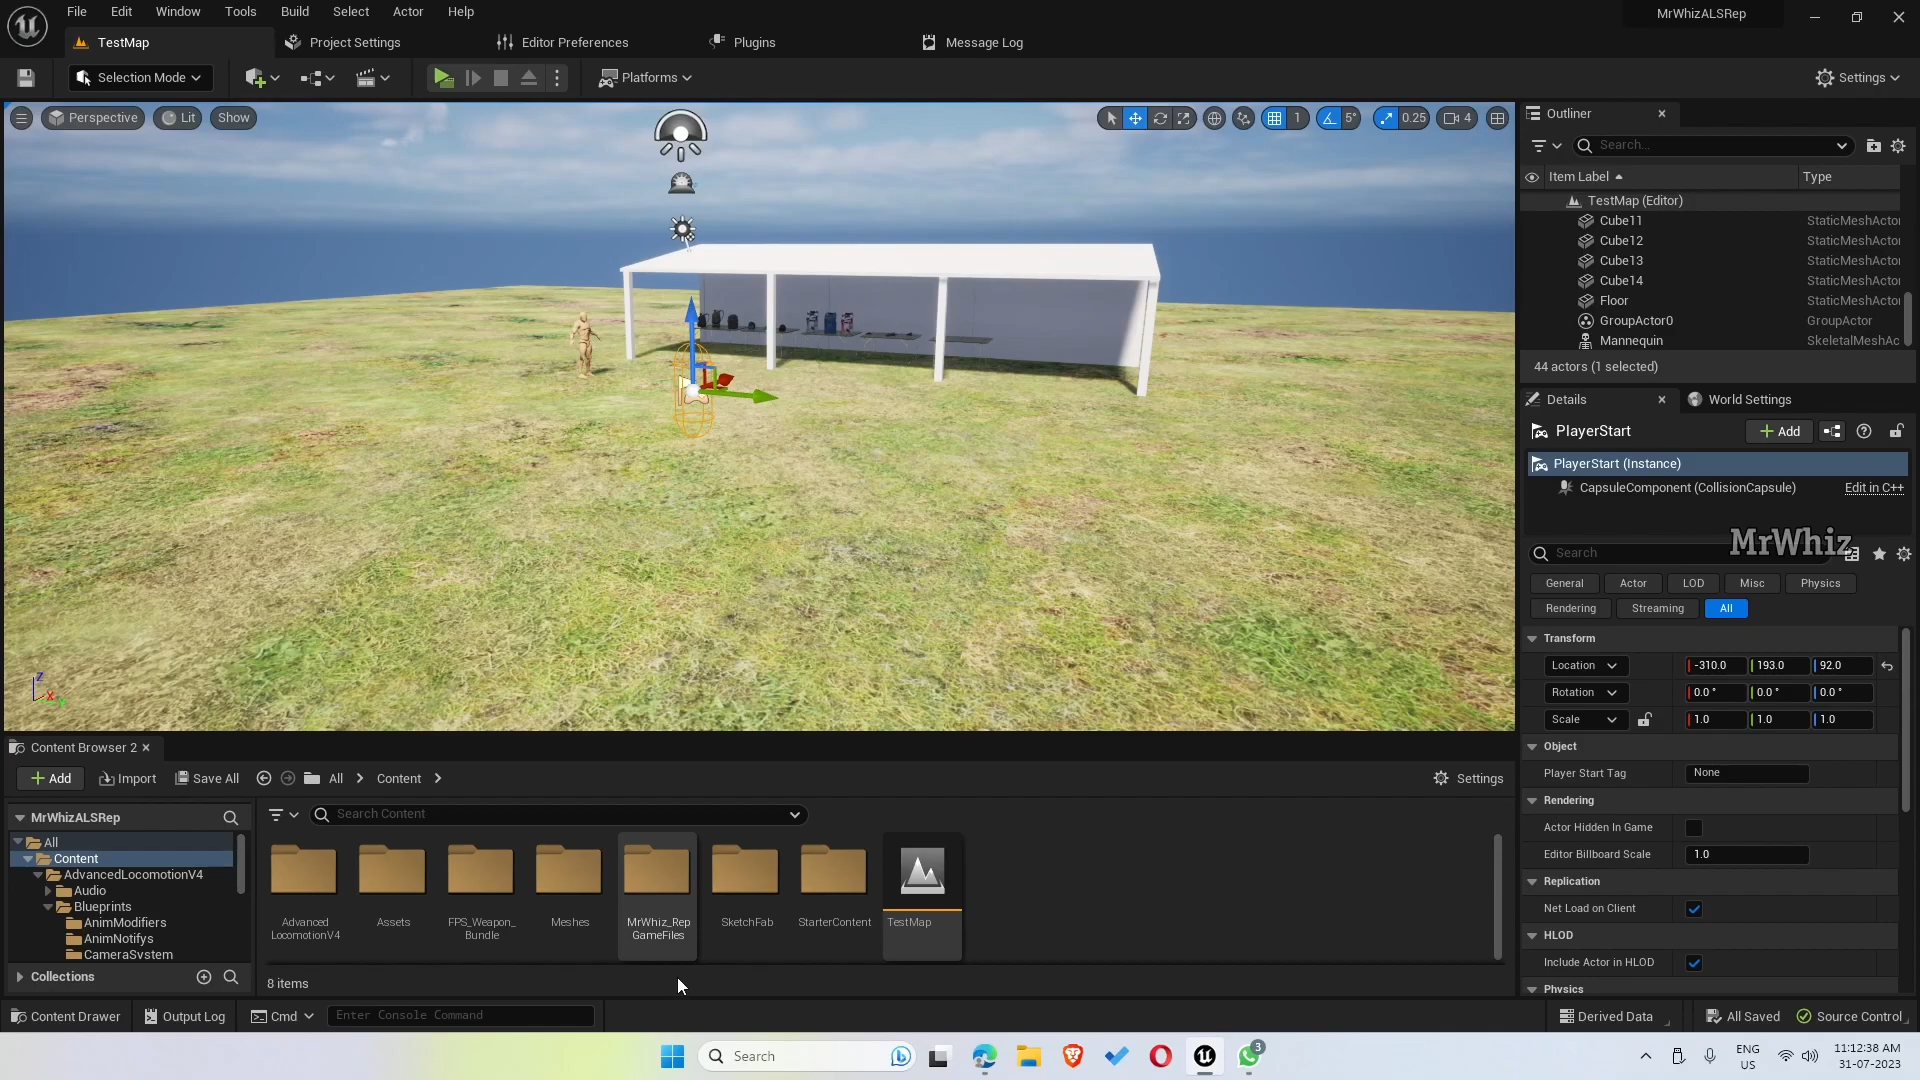 File Edit Window Tools Build Select Actor Help
MrWhizALSRep
TestMap Project Settings Editor Preferences Plugins Message Log
Selection Mode Platforms Settings
Perspective Lit Show 1 5° 0.25 4
Outliner
Search...
Item Label Type
TestMap (Editor)
Cube11 StaticMeshActor
Cube12 StaticMeshActor
Cube13 StaticMeshActor
Cube14 StaticMeshActor
Floor StaticMeshActor
GroupActor0 GroupActor
Mannequin SkeletalMeshAc
44 actors (1 selected)
Details World Settings
PlayerStart Add
PlayerStart (Instance)
CapsuleComponent (CollisionCapsule) Edit in C++
MrWhiz
Search
General Actor LOD Misc Physics
Rendering Streaming All
Transform
Location -310.0 193.0 92.0
Rotation 0.0° 0.0° 0.0°
Scale 1.0 1.0 1.0
Object
Player Start Tag None
Rendering
Actor Hidden In Game
Editor Billboard Scale 1.0
Replication
Net Load on Client
HLOD
Include Actor in HLOD
Physics
Z X
Content Browser 2
Add Import Save All All Content Settings
MrWhizALSRep
Search Content
All
Content
AdvancedLocomotionV4
Audio
Blueprints
AnimModifiers
AnimNotifys
CameraSystem
Collections
Advanced
LocomotionV4
Assets
FPS_Weapon_
Bundle
Meshes
MrWhiz_Rep
GameFiles
SketchFab
StarterContent
TestMap
8 items
Content Drawer Output Log Cmd Enter Console Command Derived Data All Saved Source Control
Search 3 ENG
US
11:12:38 AM
31-07-2023